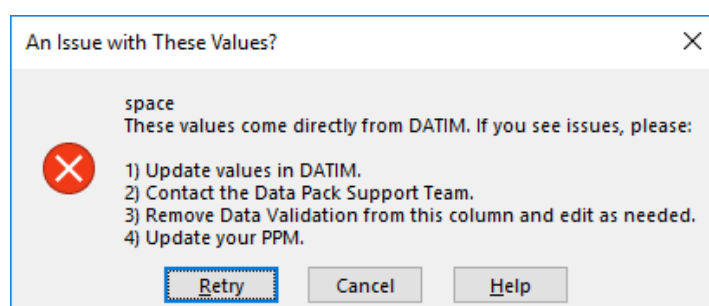 An Issue with These Values?
space
These values come directly from DATIM. If you see issues, please:
1) Update values in DATIM.
2) Contact the Data Pack Support Team.
3) Remove Data Validation from this column and edit as needed.
4) Update your PPM.
Retry Cancel Help